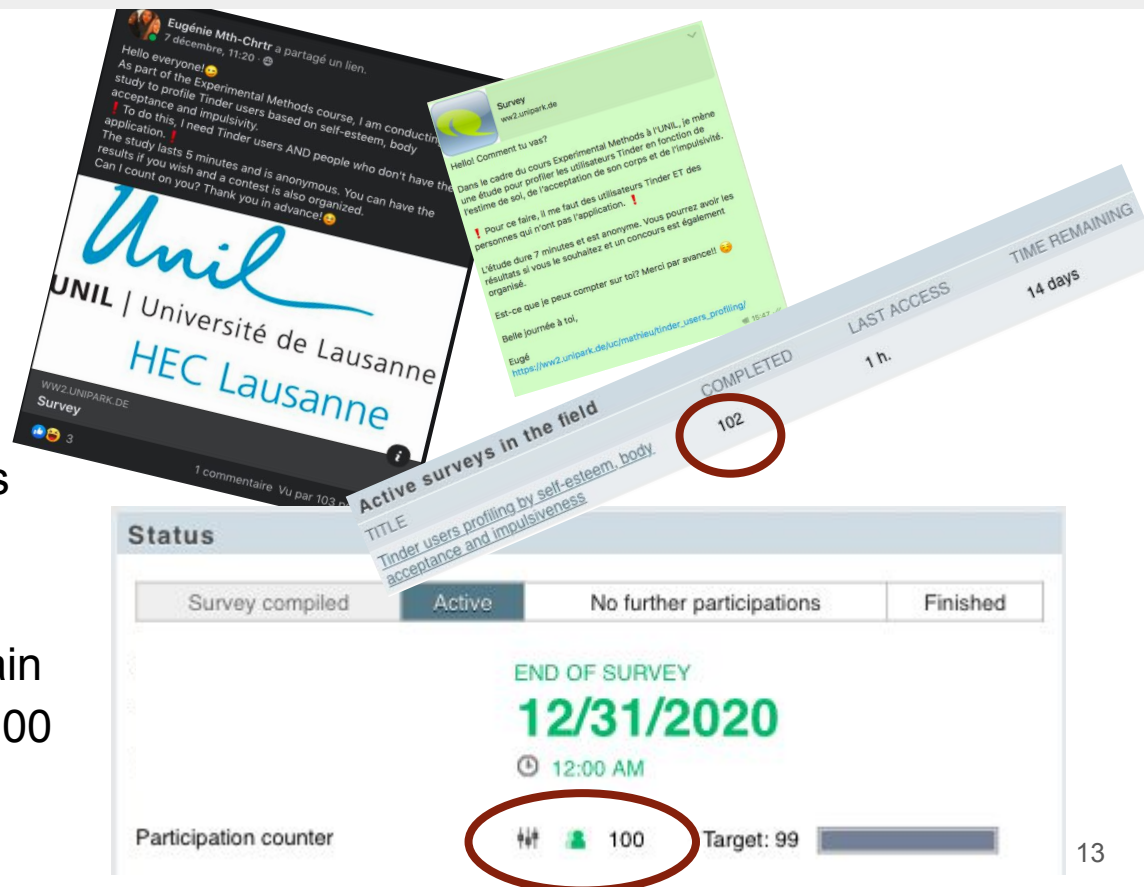 Eugénie Mth-Chrtr a partagé un lien.
7 décembre, 11:20
Hello everyone!😊
As part of the Experimental Methods course, I am conducting
study to profile Tinder users based on self-esteem, body
acceptance and impulsivity.
❗To do this, I need Tinder users AND people who don't have the
application.❗
The study lasts 5 minutes and is anonymous. You can have the
results if you wish and a contest is also organized.
Can I count on you? Thank you in advance!😉
Unil
UNIL | Université de Lausanne
HEC Lausanne
WW2.UNIPARK.DE
Survey
3
1 commentaire Vu par 103
Survey
ww2.unipark.de
Hello! Comment tu vas?
Dans le cadre du cours Experimental Methods à l'UNIL, je mène
une étude pour profiler les utilisateurs Tinder en fonction de
l'estime de soi, de l'acceptation de son corps et de l'impulsivité.
❗ Pour ce faire, il me faut des utilisateurs Tinder ET des
personnes qui n'ont pas l'application. ❗
L'étude dure 7 minutes et est anonyme. Vous pourrez avoir les
résultats si vous le souhaitez et un concours est également
organisé.
Est-ce que je peux compter sur toi? Merci par avance!! ☺️
Belle journée à toi,
Eugé
https://ww2.unipark.de/uc/mathieu/tinder_users_profiling/
15:47
Active surveys in the field
TITLE COMPLETED LAST ACCESS TIME REMAINING
Tinder users profiling by self-esteem, body
acceptance and impulsiveness
102 1 h. 14 days
s
ain
00
Status
Survey compiled Active No further participations Finished
END OF SURVEY
12/31/2020
12:00 AM
Participation counter 100 Target: 99
13